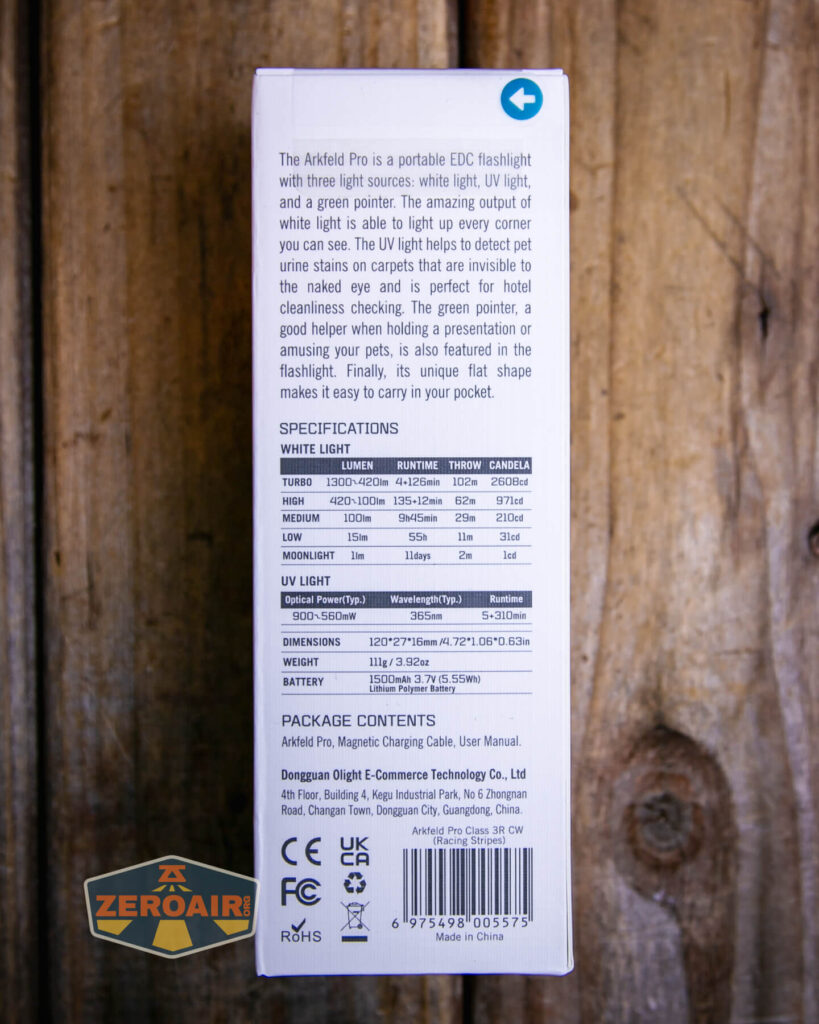 The Arkfeld Pro is a portable EDC flashlight
with three light sources: white light, UV light,
and a green pointer. The amazing output of
white light is able to light up every corner
you can see. The UV light helps to detect pet
urine stains on carpets that are invisible to
the naked eye and is perfect for hotel
cleanliness checking. The green pointer, a
good helper when holding a presentation or
amusing your pets, is also featured in the
flashlight. Finally, its unique flat shape
makes it easy to carry in your pocket.
SPECIFICATIONS
WHITE LIGHT
LUMEN RUNTIME THROW CANDELA
TURBO 1300~420lm 4+126min 102m 2608cd
HIGH 420~100lm 135+12min 62m 971cd
MEDIUM 100lm 9h45min 29m 210cd
LOW 15lm 55h 11m 31cd
MOONLIGHT 1lm 11days 2m 1cd
UV LIGHT
Optical Power(Typ.) Wavelength(Typ.) Runtime
900~560mW 365nm 5+310min
DIMENSIONS 120*27*16mm /4.72*1.06*0.63in
WEIGHT 111g / 3.92oz
BATTERY 1500mAh 3.7V (5.55Wh)
Lithium Polymer Battery
PACKAGE CONTENTS
Arkfeld Pro, Magnetic Charging Cable, User Manual.
Dongguan Olight E-Commerce Technology Co., Ltd
4th Floor, Building 4, Kegu Industrial Park, No 6 Zhongnan
Road, Changan Town, Dongguan City, Guangdong, China.
Arkfeld Pro Class 3R CW
(Racing Stripes)
CE
UK
CA
FC
RoHS
6 975498 005575
Made in China
ZEROAIR.ORG